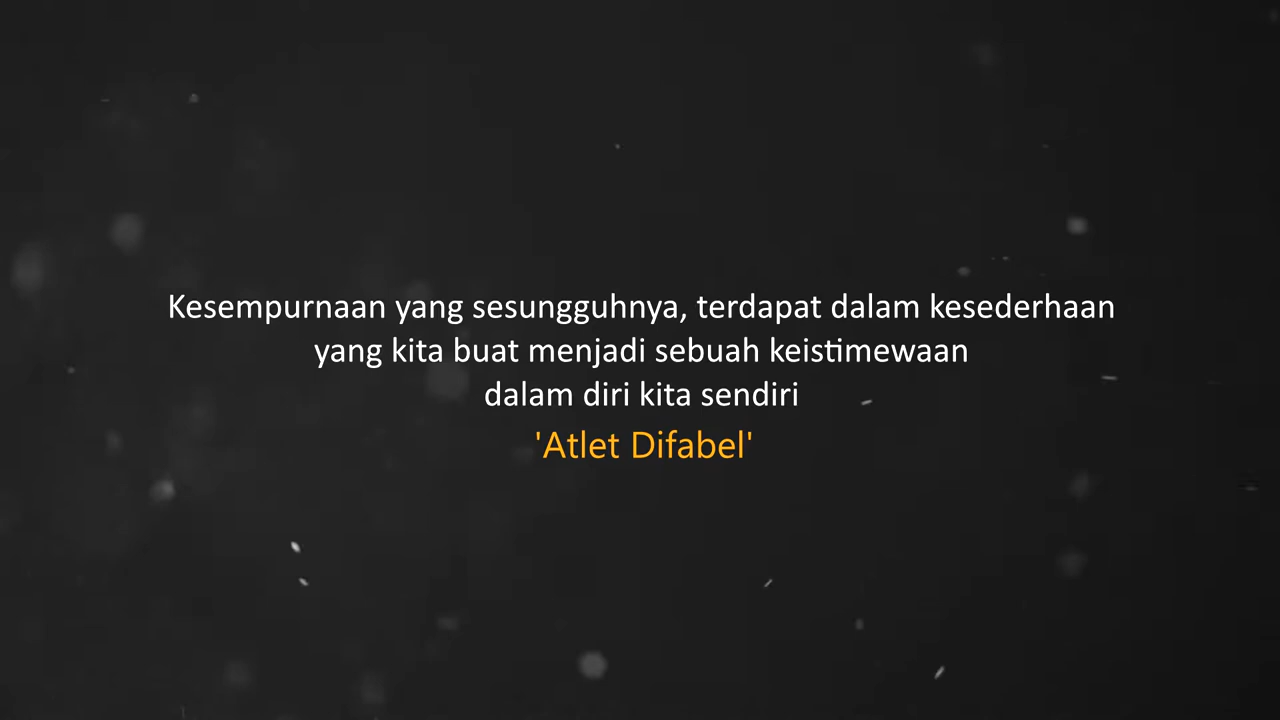 Kesempurnaan yang sesungguhnya, terdapat dalam kesederhaan
yang kita buat menjadi sebuah keistimewaan
dalam diri kita sendiri
'Atlet Difabel'